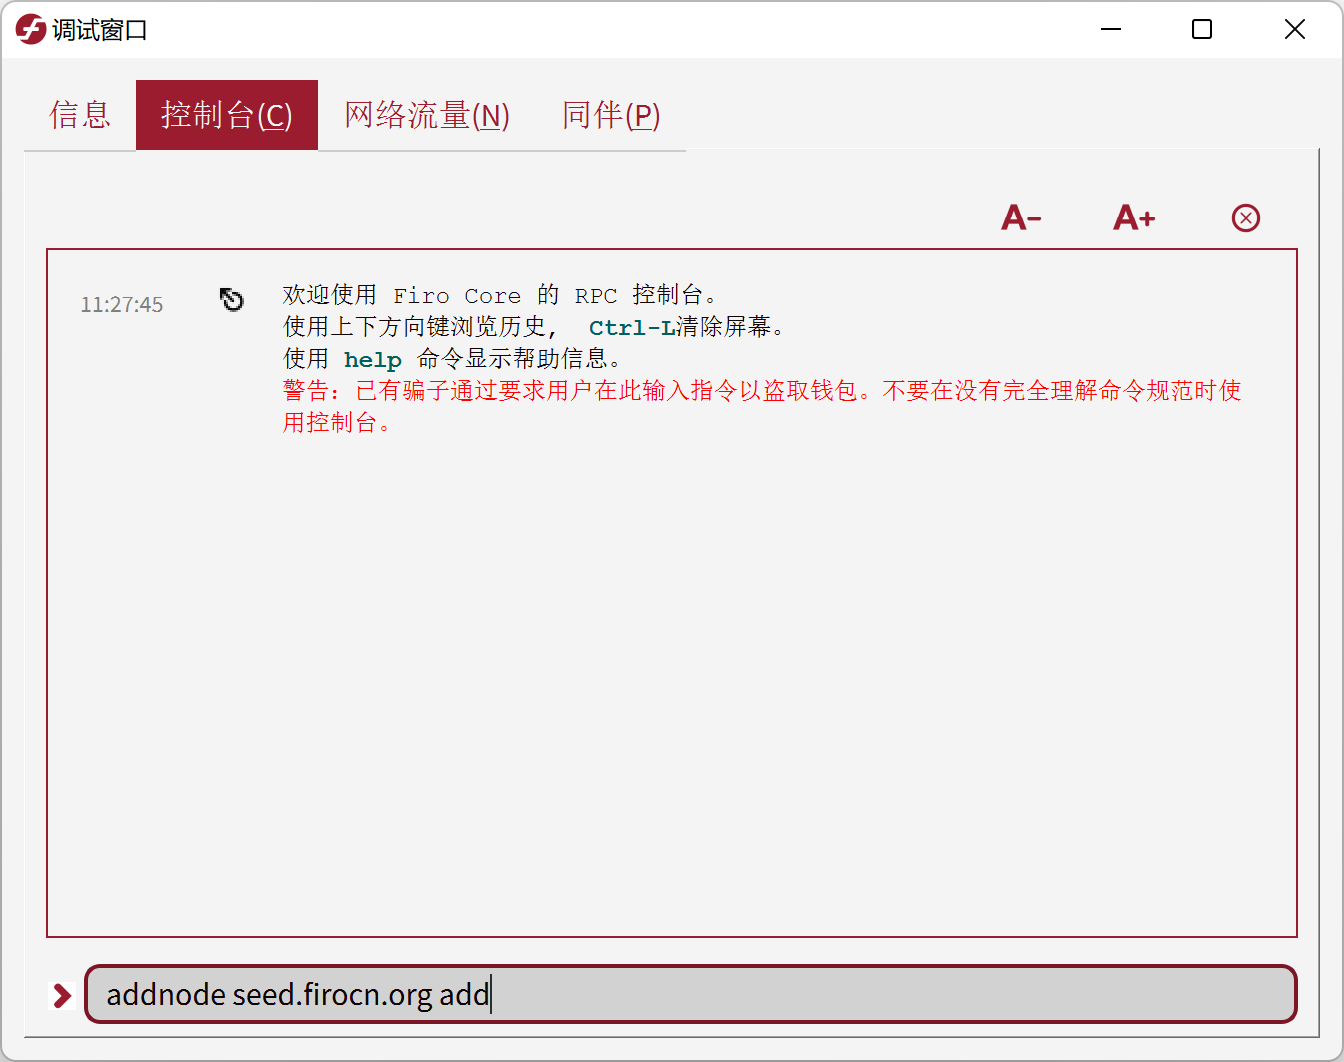 调试窗口
信息 控制台(C) 网络流量(N) 同伴(P)
A- A+
11:27:45 欢迎使用 Firo Core 的 RPC 控制台。
使用上下方向键浏览历史, Ctrl-L清除屏幕。
使用 help 命令显示帮助信息。
警告: 已有骗子通过要求用户在此输入指令以盗取钱包。不要在没有完全理解命令规范时使
用控制台。
addnode seed.firocn.org add